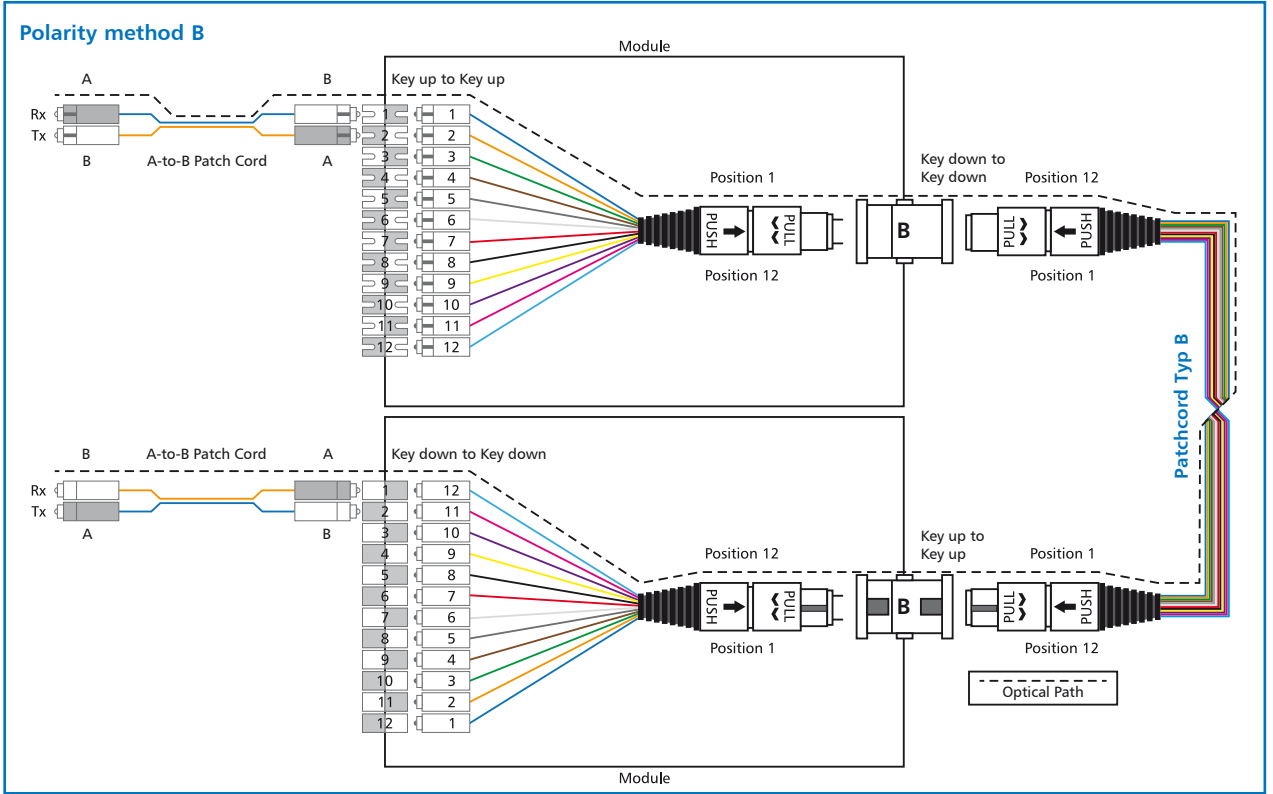 Polarity method B
Module
A
B
Key up to Key up
Rx
Tx
B
A-to-B Patch Cord
A
1 1
2 2
3 3
4 4
5 5
6 6
7 7
8 8
9 9
10 10
11 11
12 12
Position 1
PUSH
PULL
Position 12
Key down to
Key down
B
Position 12
PULL
PUSH
Position 1
Patchcord Typ B
B
A-to-B Patch Cord
A
Key down to Key down
Rx
Tx
A
B
1 12
2 11
3 10
4 9
5 8
6 7
7 6
8 5
9 4
10 3
11 2
12 1
Position 12
PUSH
PULL
Position 1
Key up to
Key up
B
Position 1
PULL
PUSH
Position 12
Optical Path
Module